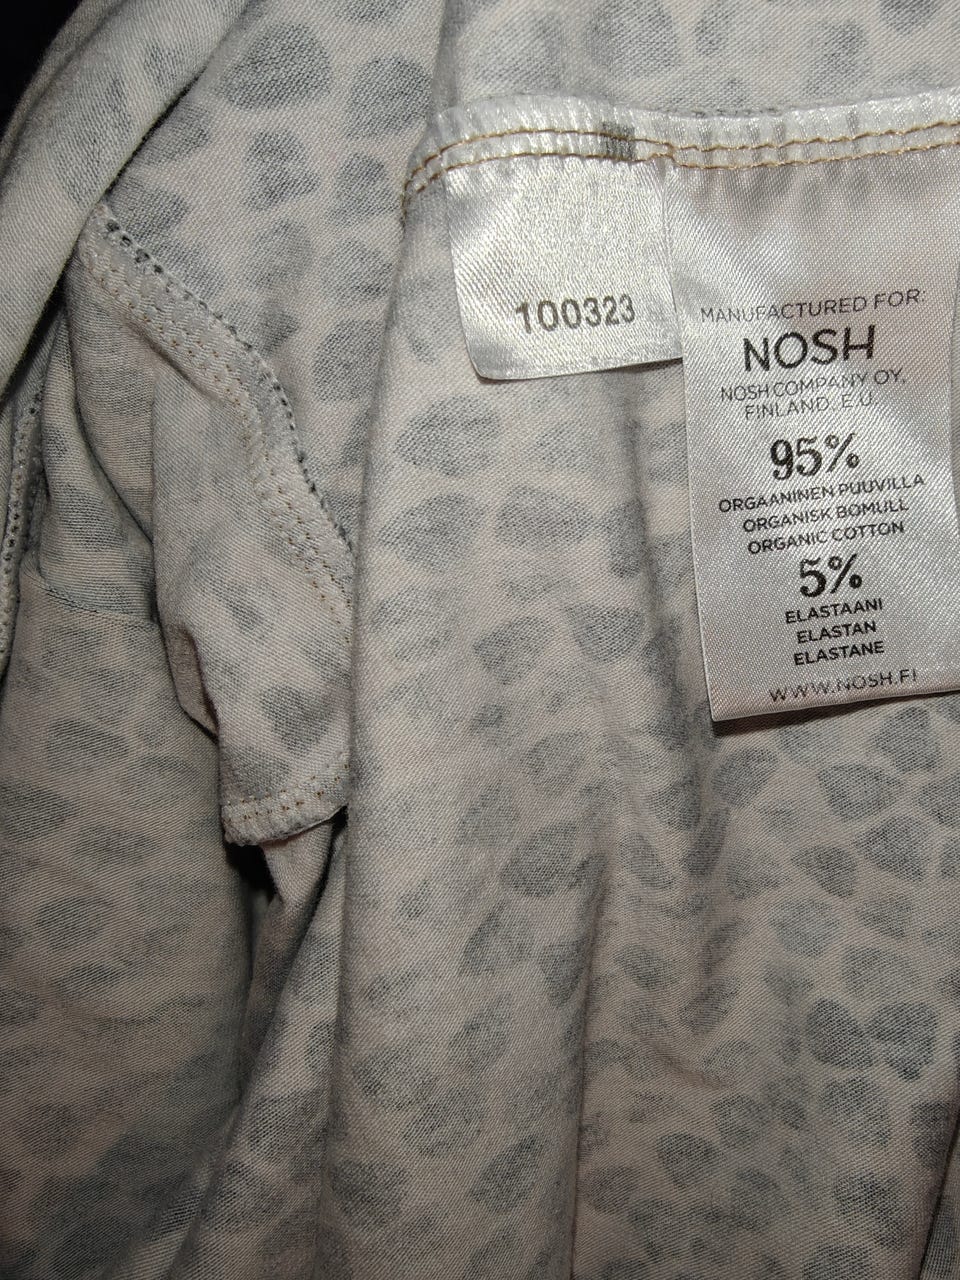 100323
MANUFACTURED FOR:
NOSH
NOSH COMPANY OY,
FINLAND, E.U.
95%
ORGAANINEN PUUVILLA
ORGANISK BOMULL
ORGANIC COTTON
5%
ELASTAANI
ELASTAN
ELASTANE
WWW.NOSH.FI